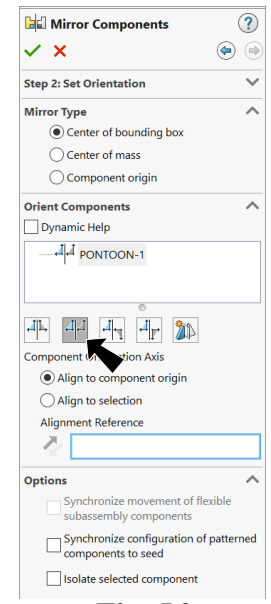 Mirror Components
?
Step 2: Set Orientation
Mirror Type
Center of bounding box
Center of mass
Component origin
Orient Components
Dynamic Help
PONTOON-1
Component Axis
Align to component origin
Align to selection
Alignment Reference
Options
Synchronize movement of flexible
subassembly components
Synchronize configuration of patterned
components to seed
Isolate selected component